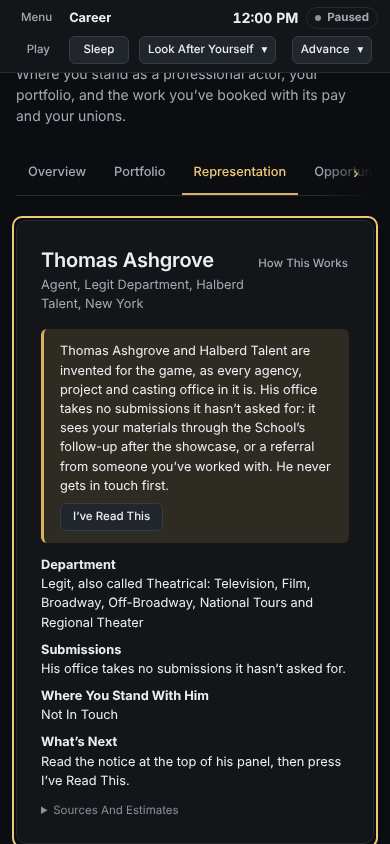 Menu
Career
12:00 PM
Paused
Play
Sleep
Look After Yourself
Advance
Where you stand as a professional actor, your
portfolio, and the work you’ve booked with its pay
and your unions.
Overview
Portfolio
Representation
Thomas Ashgrove
How This Works
Agent, Legit Department, Halberd
Talent, New York
Thomas Ashgrove and Halberd Talent are
invented for the game, as every agency,
project and casting office in it is. His office
takes no submissions it hasn’t asked for: it
sees your materials through the School’s
follow-up after the showcase, or a referral
from someone you’ve worked with. He never
gets in touch first.
I’ve Read This
Department
Legit, also called Theatrical: Television, Film,
Broadway, Off-Broadway, National Tours and
Regional Theater
Submissions
His office takes no submissions it hasn’t asked for.
Where You Stand With Him
Not In Touch
What’s Next
Read the notice at the top of his panel, then press
I’ve Read This.
Sources And Estimates